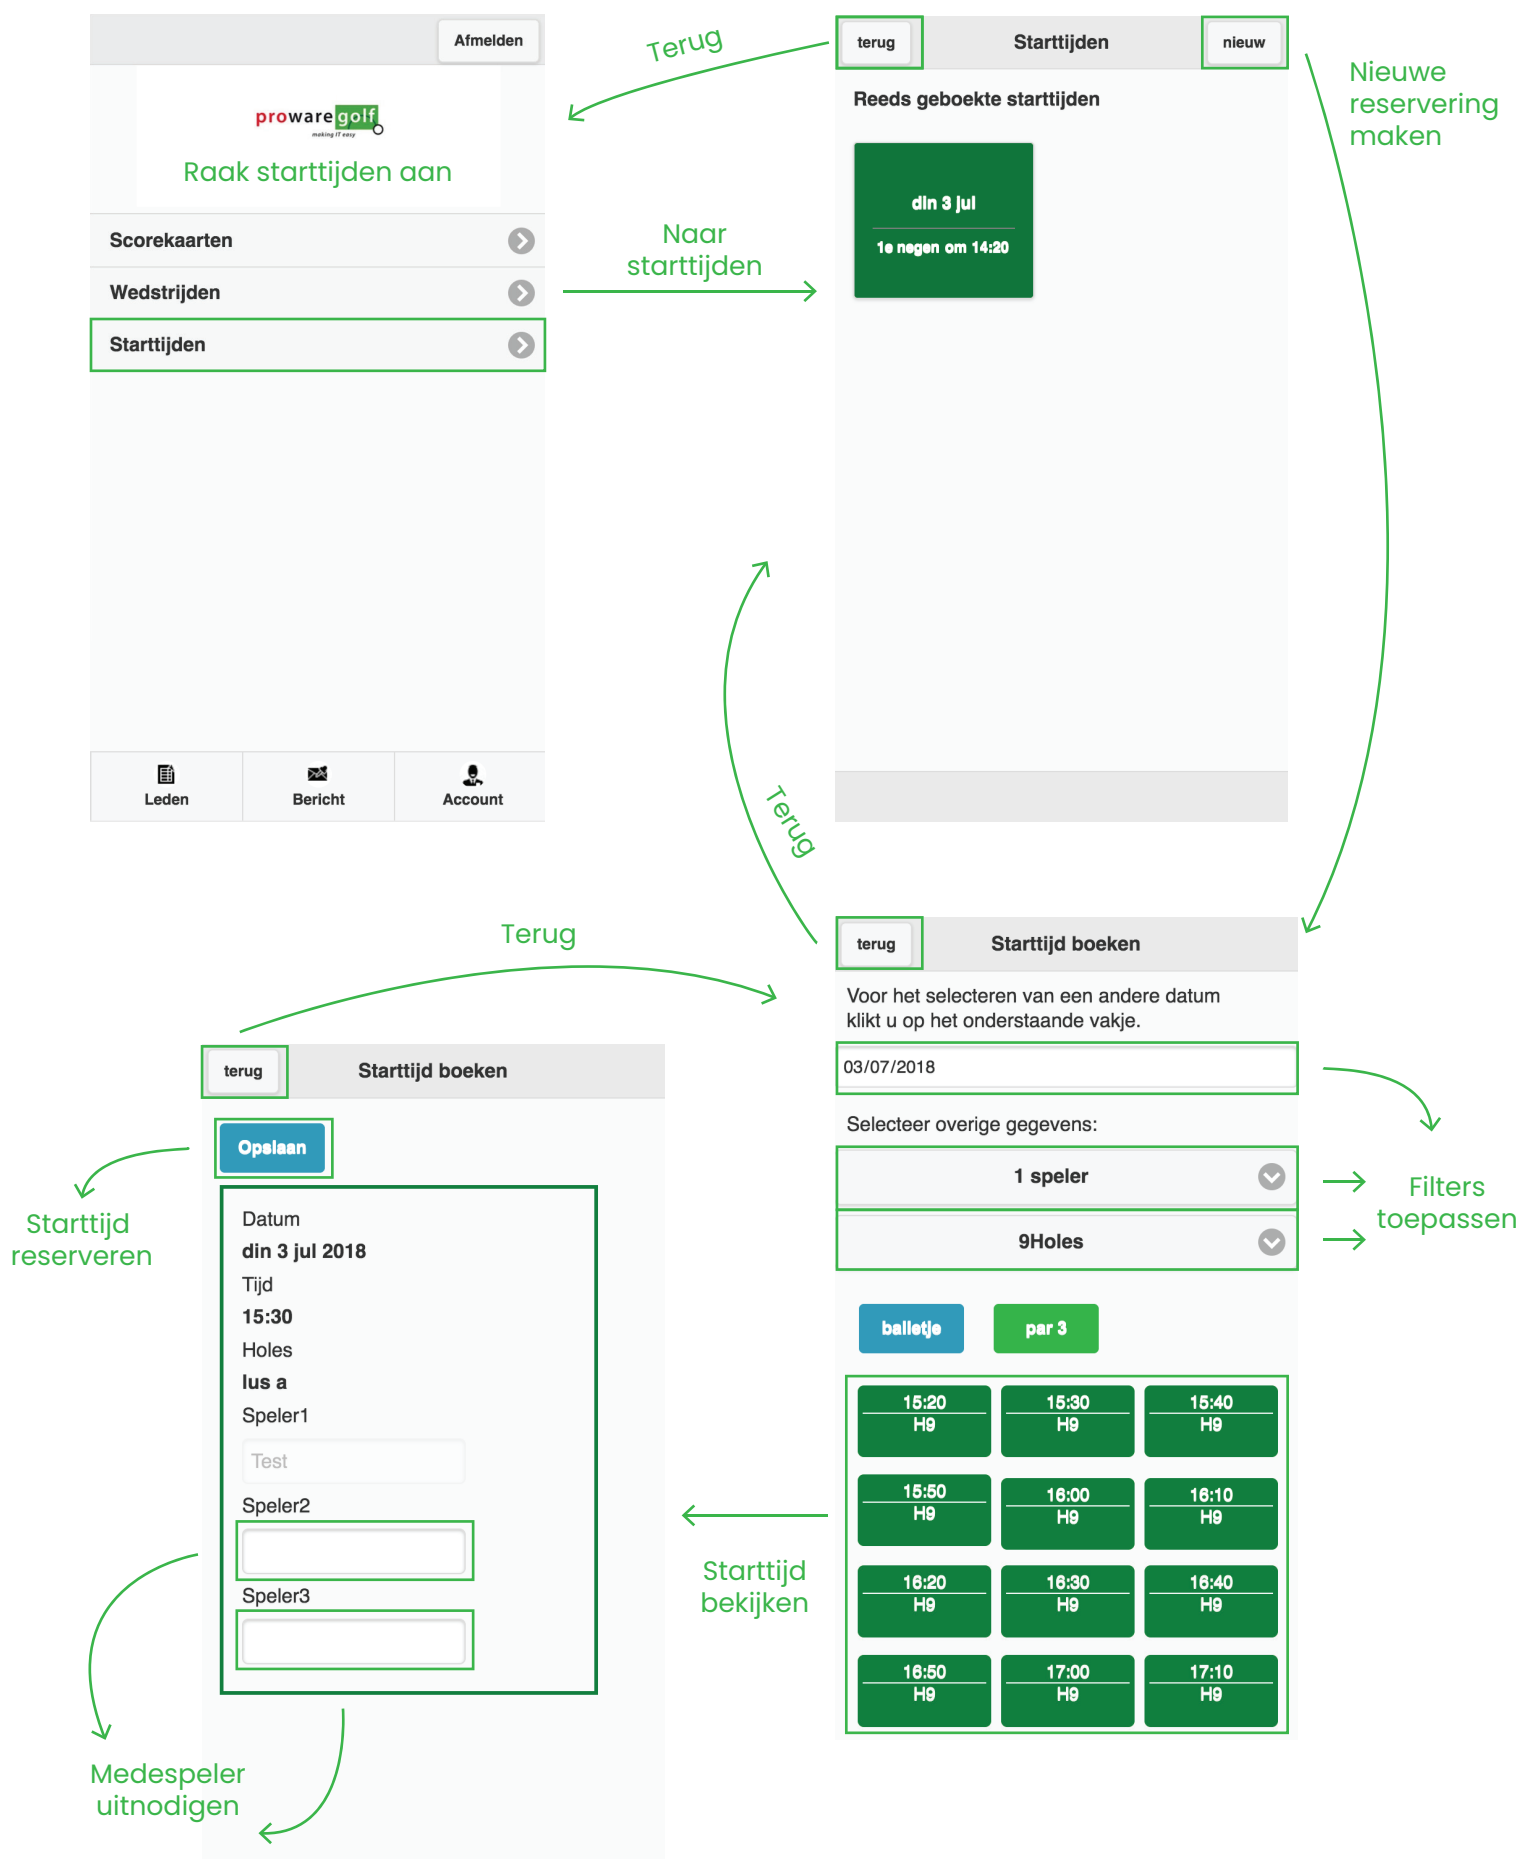 Afmelden
prowaregolf
making IT easy
Raak starttijden aan
Scorekaarten
Wedstrijden
Starttijden
Leden
Bericht
Account
Terug
Naar
starttijden
terug
Starttijden
nieuw
Reeds geboekte starttijden
din 3 jul
1e negen om 14:20
Nieuwe
reservering
maken
Terug
Terug
terug
Starttijd boeken
Voor het selecteren van een andere datum
klikt u op het onderstaande vakje.
03/07/2018
Selecteer overige gegevens:
1 speler
9Holes
Filters
toepassen
balletje
par 3
15:20
H9
15:30
H9
15:40
H9
15:50
H9
16:00
H9
16:10
H9
16:20
H9
16:30
H9
16:40
H9
16:50
H9
17:00
H9
17:10
H9
Starttijd
bekijken
terug
Starttijd boeken
Opslaan
Starttijd
reserveren
Datum
din 3 jul 2018
Tijd
15:30
Holes
lus a
Speler1
Test
Speler2
Speler3
Medespeler
uitnodigen